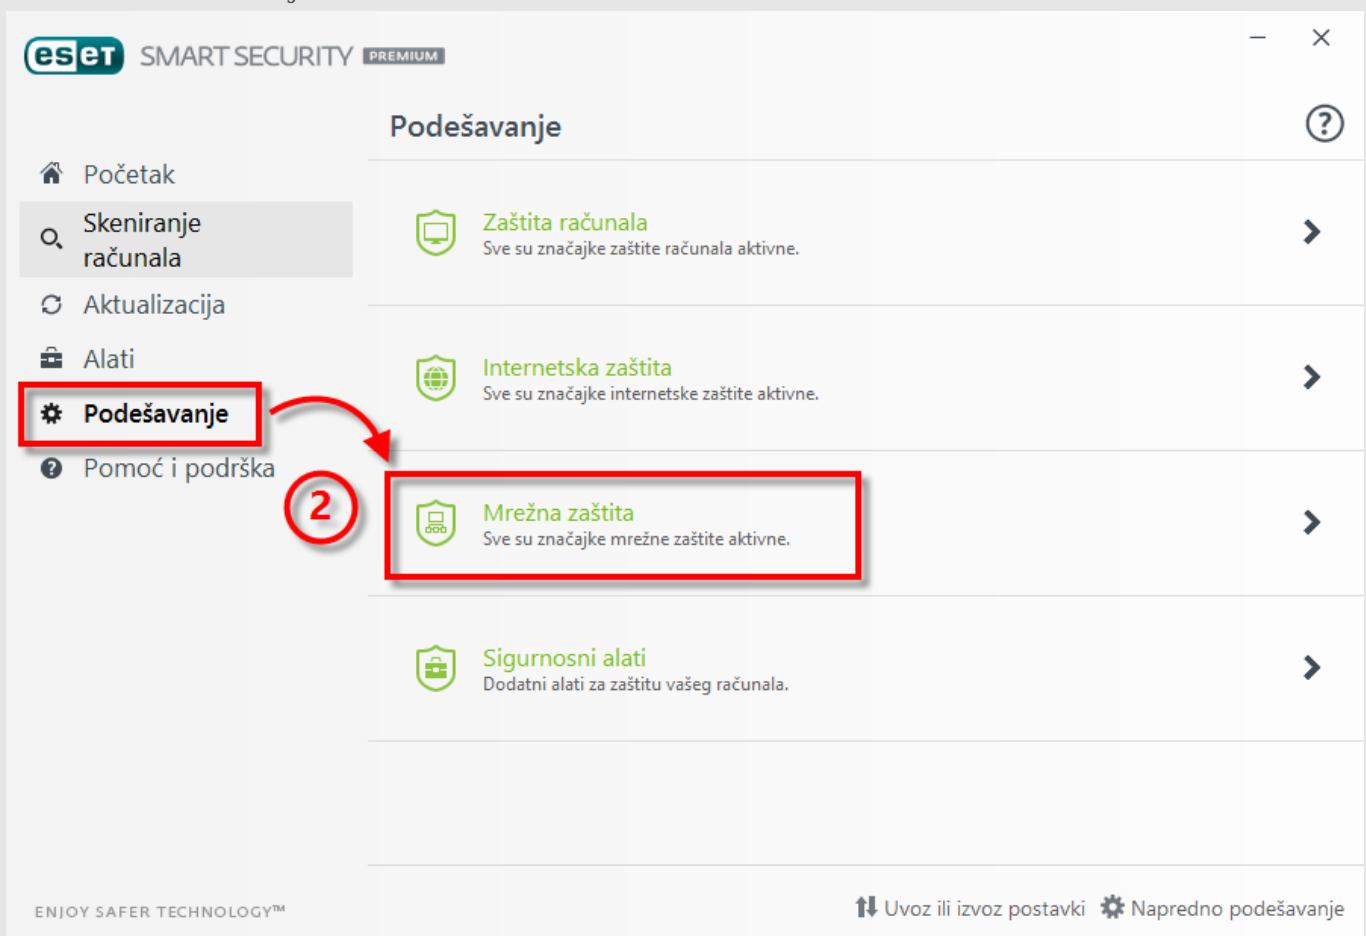 eset SMART SECURITY PREMIUM
Podešavanje
?
Početak
Skeniranje
računala
Aktualizacija
Alati
Podešavanje
Pomoć i podrška
2
Zaštita računala
Sve su značajke zaštite računala aktivne.
Internetska zaštita
Sve su značajke internetske zaštite aktivne.
Mrežna zaštita
Sve su značajke mrežne zaštite aktivne.
Sigurnosni alati
Dodatni alati za zaštitu vašeg računala.
ENJOY SAFER TECHNOLOGY™
Uvoz ili izvoz postavki Napredno podešavanje